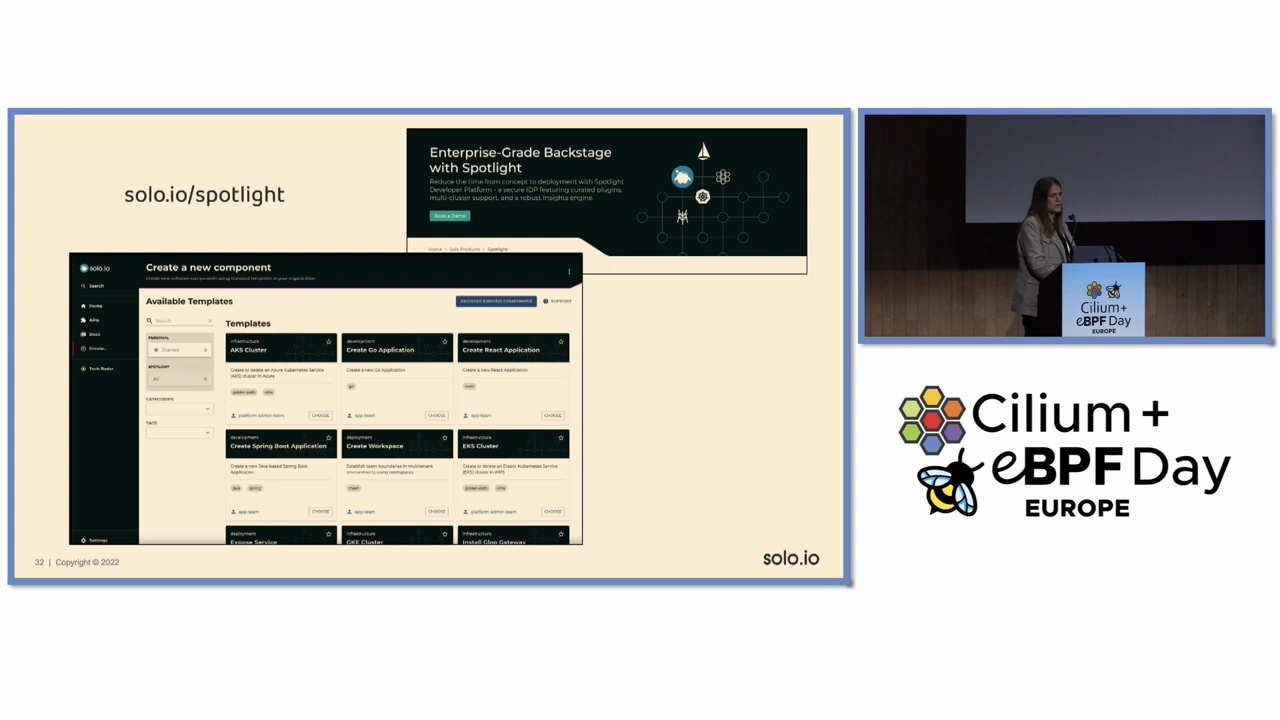 solo.io/spotlight
Enterprise-Grade Backstage
with Spotlight
Reduce the time from concept to deployment with Spotlight
Developer Platform - a secure IDP featuring curated plugins,
multi-cluster support, and a robust Insights engine.
Book a Demo
Home > Solo Products > Spotlight
solo.io
Search
Home
APIs
Docs
Create...
Tech Radar
Settings
Create a new component
Create new software components using standard templates in your organization
Available Templates
REGISTER EXISTING COMPONENT
SUPPORT
Search
PERSONAL
Starred 0
SPOTLIGHT
All 11
CATEGORIES
TAGS
Templates
infrastructure
AKS Cluster
Create or delete an Azure Kubernetes Service
(AKS) cluster in Azure
golden-path infra
platform-admin-team CHOOSE
development
Create Go Application
Create a new Go Application
go
app-team CHOOSE
development
Create React Application
Create a new React Application
react
app-team CHOOSE
development
Create Spring Boot Application
Create a new Java-based Spring Boot
Application
java spring
app-team CHOOSE
deployment
Create Workspace
Establish team boundaries in multitenant
environments using workspaces
mesh
app-team CHOOSE
infrastructure
EKS Cluster
Create or delete an Elastic Kubernetes Service
(EKS) cluster in AWS
golden-path infra
platform-admin-team CHOOSE
deployment
Expose Service
infrastructure
GKE Cluster
infrastructure
Install Gloo Gateway
32 | Copyright © 2022
solo.io
Cilium+
eBPF Day
EUROPE
Cilium +
eBPF Day
EUROPE